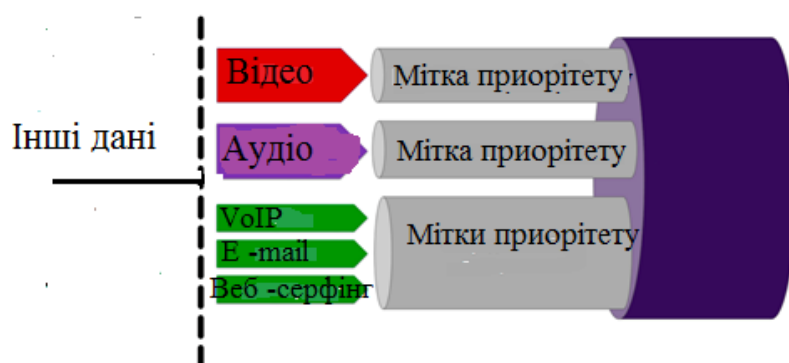 Відео
Мітка приорітету
Інші дані
Аудіо
Мітка приорітету
VoIP
E -mail
Веб -серфінг
Мітки приорітету